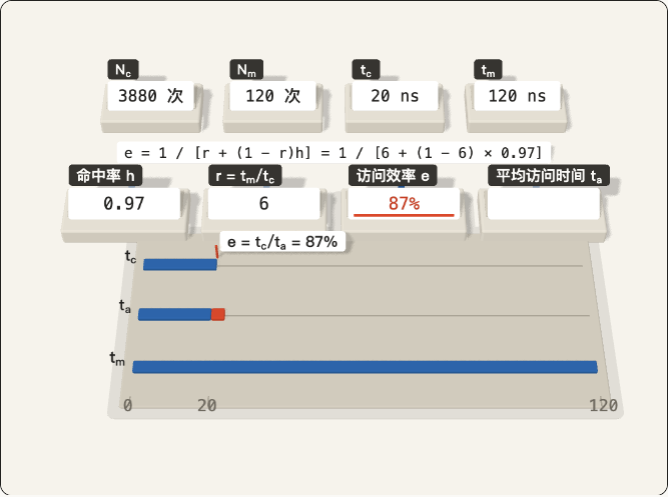 Nc Nm tc tm
3880 次 120 次 20 ns 120 ns
e = 1 / [r + (1 − r)h] = 1 / [6 + (1 − 6) × 0.97]
命中率 h r = tm/tc 访问效率 e 平均访问时间 ta
0.97 6 87%
e = tc/ta = 87%
tc
ta
tm
0 20 120